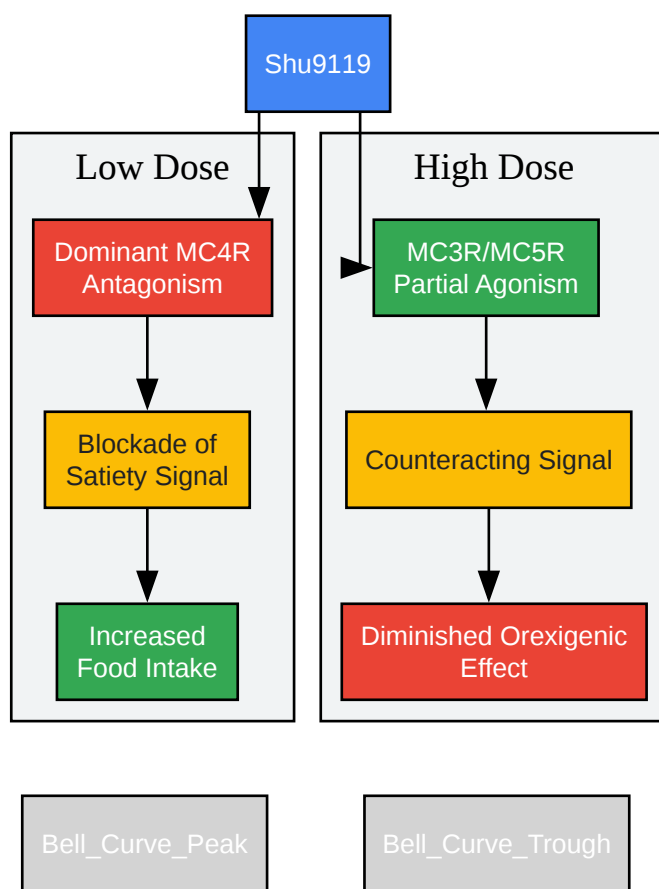 Shu9119
Low Dose
Dominant MC4R
Antagonism
Blockade of
Satiety Signal
Increased
Food Intake
High Dose
MC3R/MC5R
Partial Agonism
Counteracting Signal
Diminished Orexigenic
Effect
Bell_Curve_Peak
Bell_Curve_Trough